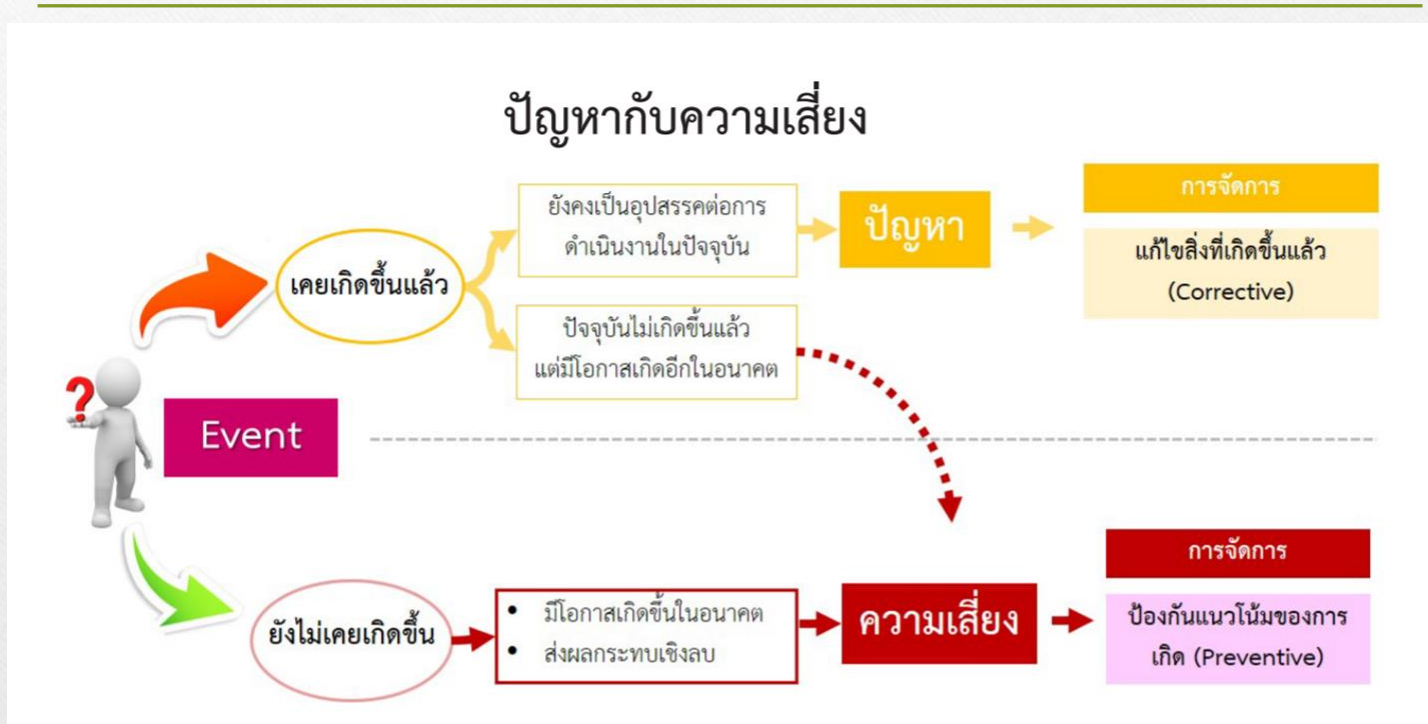 ปัญหากับความเสี่ยง
เคยเกิดขึ้นแล้ว
ยังคงเป็นอุปสรรคต่อการ
ดำเนินงานในปัจจุบัน
ปัญหา
การจัดการ
แก้ไขสิ่งที่เกิดขึ้นแล้ว
(Corrective)
ปัจจุบันไม่เกิดขึ้นแล้ว
แต่มีโอกาสเกิดอีกในอนาคต
?
Event
ยังไม่เคยเกิดขึ้น
• มีโอกาสเกิดขึ้นในอนาคต
• ส่งผลกระทบเชิงลบ
ความเสี่ยง
การจัดการ
ป้องกันแนวโน้มของการ
เกิด (Preventive)